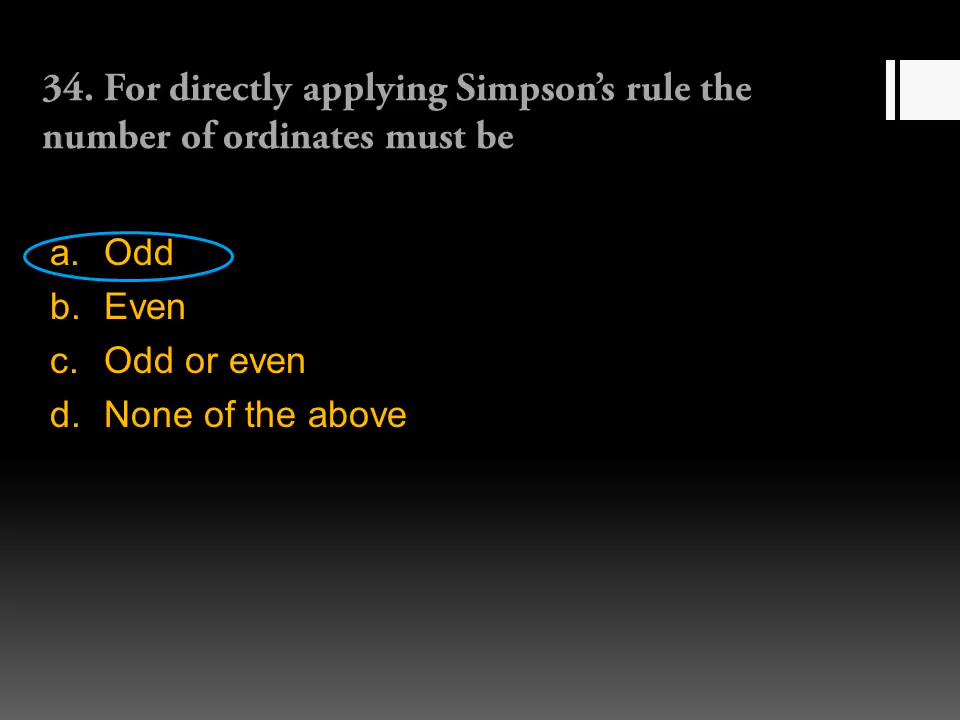 34. For directly applying Simpson’s rule the
number of ordinates must be
a. Odd
b. Even
c. Odd or even
d. None of the above